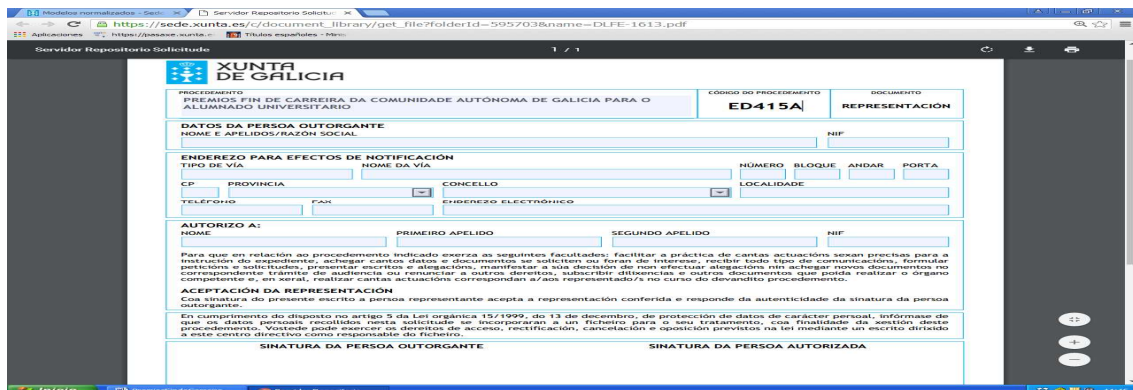 Modelos normalizados - Sede
Servidor Repositorio Solicitu
https://sede.xunta.es/c/document_library/get_file?folderId=595703&name=DLFE-1613.pdf
Aplicaciones https://pasaxe.xunta.e Títulos españoles - Mini
Servidor Repositorio Solicitude 1 / 1
XUNTA
DE GALICIA
PROCEDEMENTO CÓDIGO DO PROCEDEMENTO DOCUMENTO
PREMIOS FIN DE CARREIRA DA COMUNIDADE AUTÓNOMA DE GALICIA PARA O
ALUMNADO UNIVERSITARIO
ED415A REPRESENTACIÓN
DATOS DA PERSOA OUTORGANTE
NOME E APELIDOS/RAZÓN SOCIAL NIF
ENDEREZO PARA EFECTOS DE NOTIFICACIÓN
TIPO DE VÍA NOME DA VÍA NÚMERO BLOQUE ANDAR PORTA
CP PROVINCIA CONCELLO LOCALIDADE
TELÉFONO FAX ENDEREZO ELECTRÓNICO
AUTORIZO A:
NOME PRIMEIRO APELIDO SEGUNDO APELIDO NIF
Para que en relación ao procedemento indicado exerza as seguintes facultades: facilitar a práctica de cantas actuacións sexan precisas para a
instrución do expediente, achegar cantos datos e documentos se soliciten ou foran de interese, recibir todo tipo de comunicacións, formular
peticións e solicitudes, presentar escritos e alegacións, manifestar a súa decisión de non efectuar alegacións nin achegar novos documentos no
correspondente trámite de audiencia ou renunciar a outros dereitos, subscribir dilixencias e outros documentos que poida realizar o órgano
competente e, en xeral, realizar cantas actuacións correspondan a/aos representado/s no curso do devandito procedemento.
ACEPTACIÓN DA REPRESENTACIÓN
Coa sinatura do presente escrito a persoa representante acepta a representación conferida e responde da autenticidade da sinatura da persoa
outorgante.
En cumprimento do disposto no artigo 5 da Lei orgánica 15/1999, do 13 de decembro, de protección de datos de carácter persoal, infórmase de
que os datos persoais recollidos nesta solicitude se incorporaran a un ficheiro para o seu tratamento, coa finalidade da xestión deste
procedemento. Vostede pode exercer os dereitos de acceso, rectificación, cancelación e oposición previstos na lei mediante un escrito dirixido
a este centro directivo como responsable do ficheiro.
SINATURA DA PERSOA OUTORGANTE SINATURA DA PERSOA AUTORIZADA